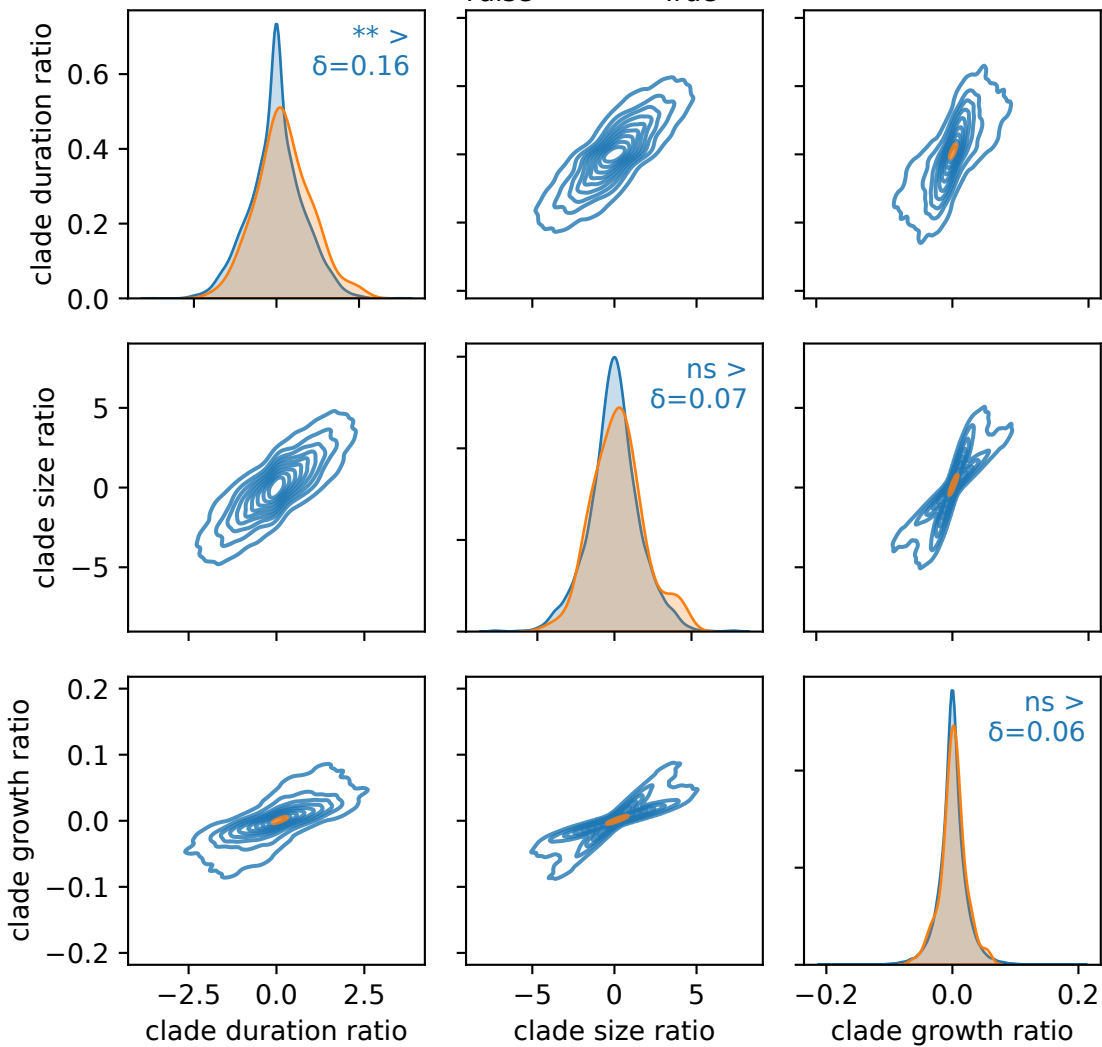 ** >
δ=0.16
clade duration ratio
0.6
0.4
0.2
0.0
ns >
δ=0.07
clade size ratio
5
0
−5
ns >
δ=0.06
clade growth ratio
0.2
0.1
0.0
−0.1
−0.2
−2.5
0.0
2.5
−5
0
5
−0.2
0.0
0.2
clade duration ratio
clade size ratio
clade growth ratio